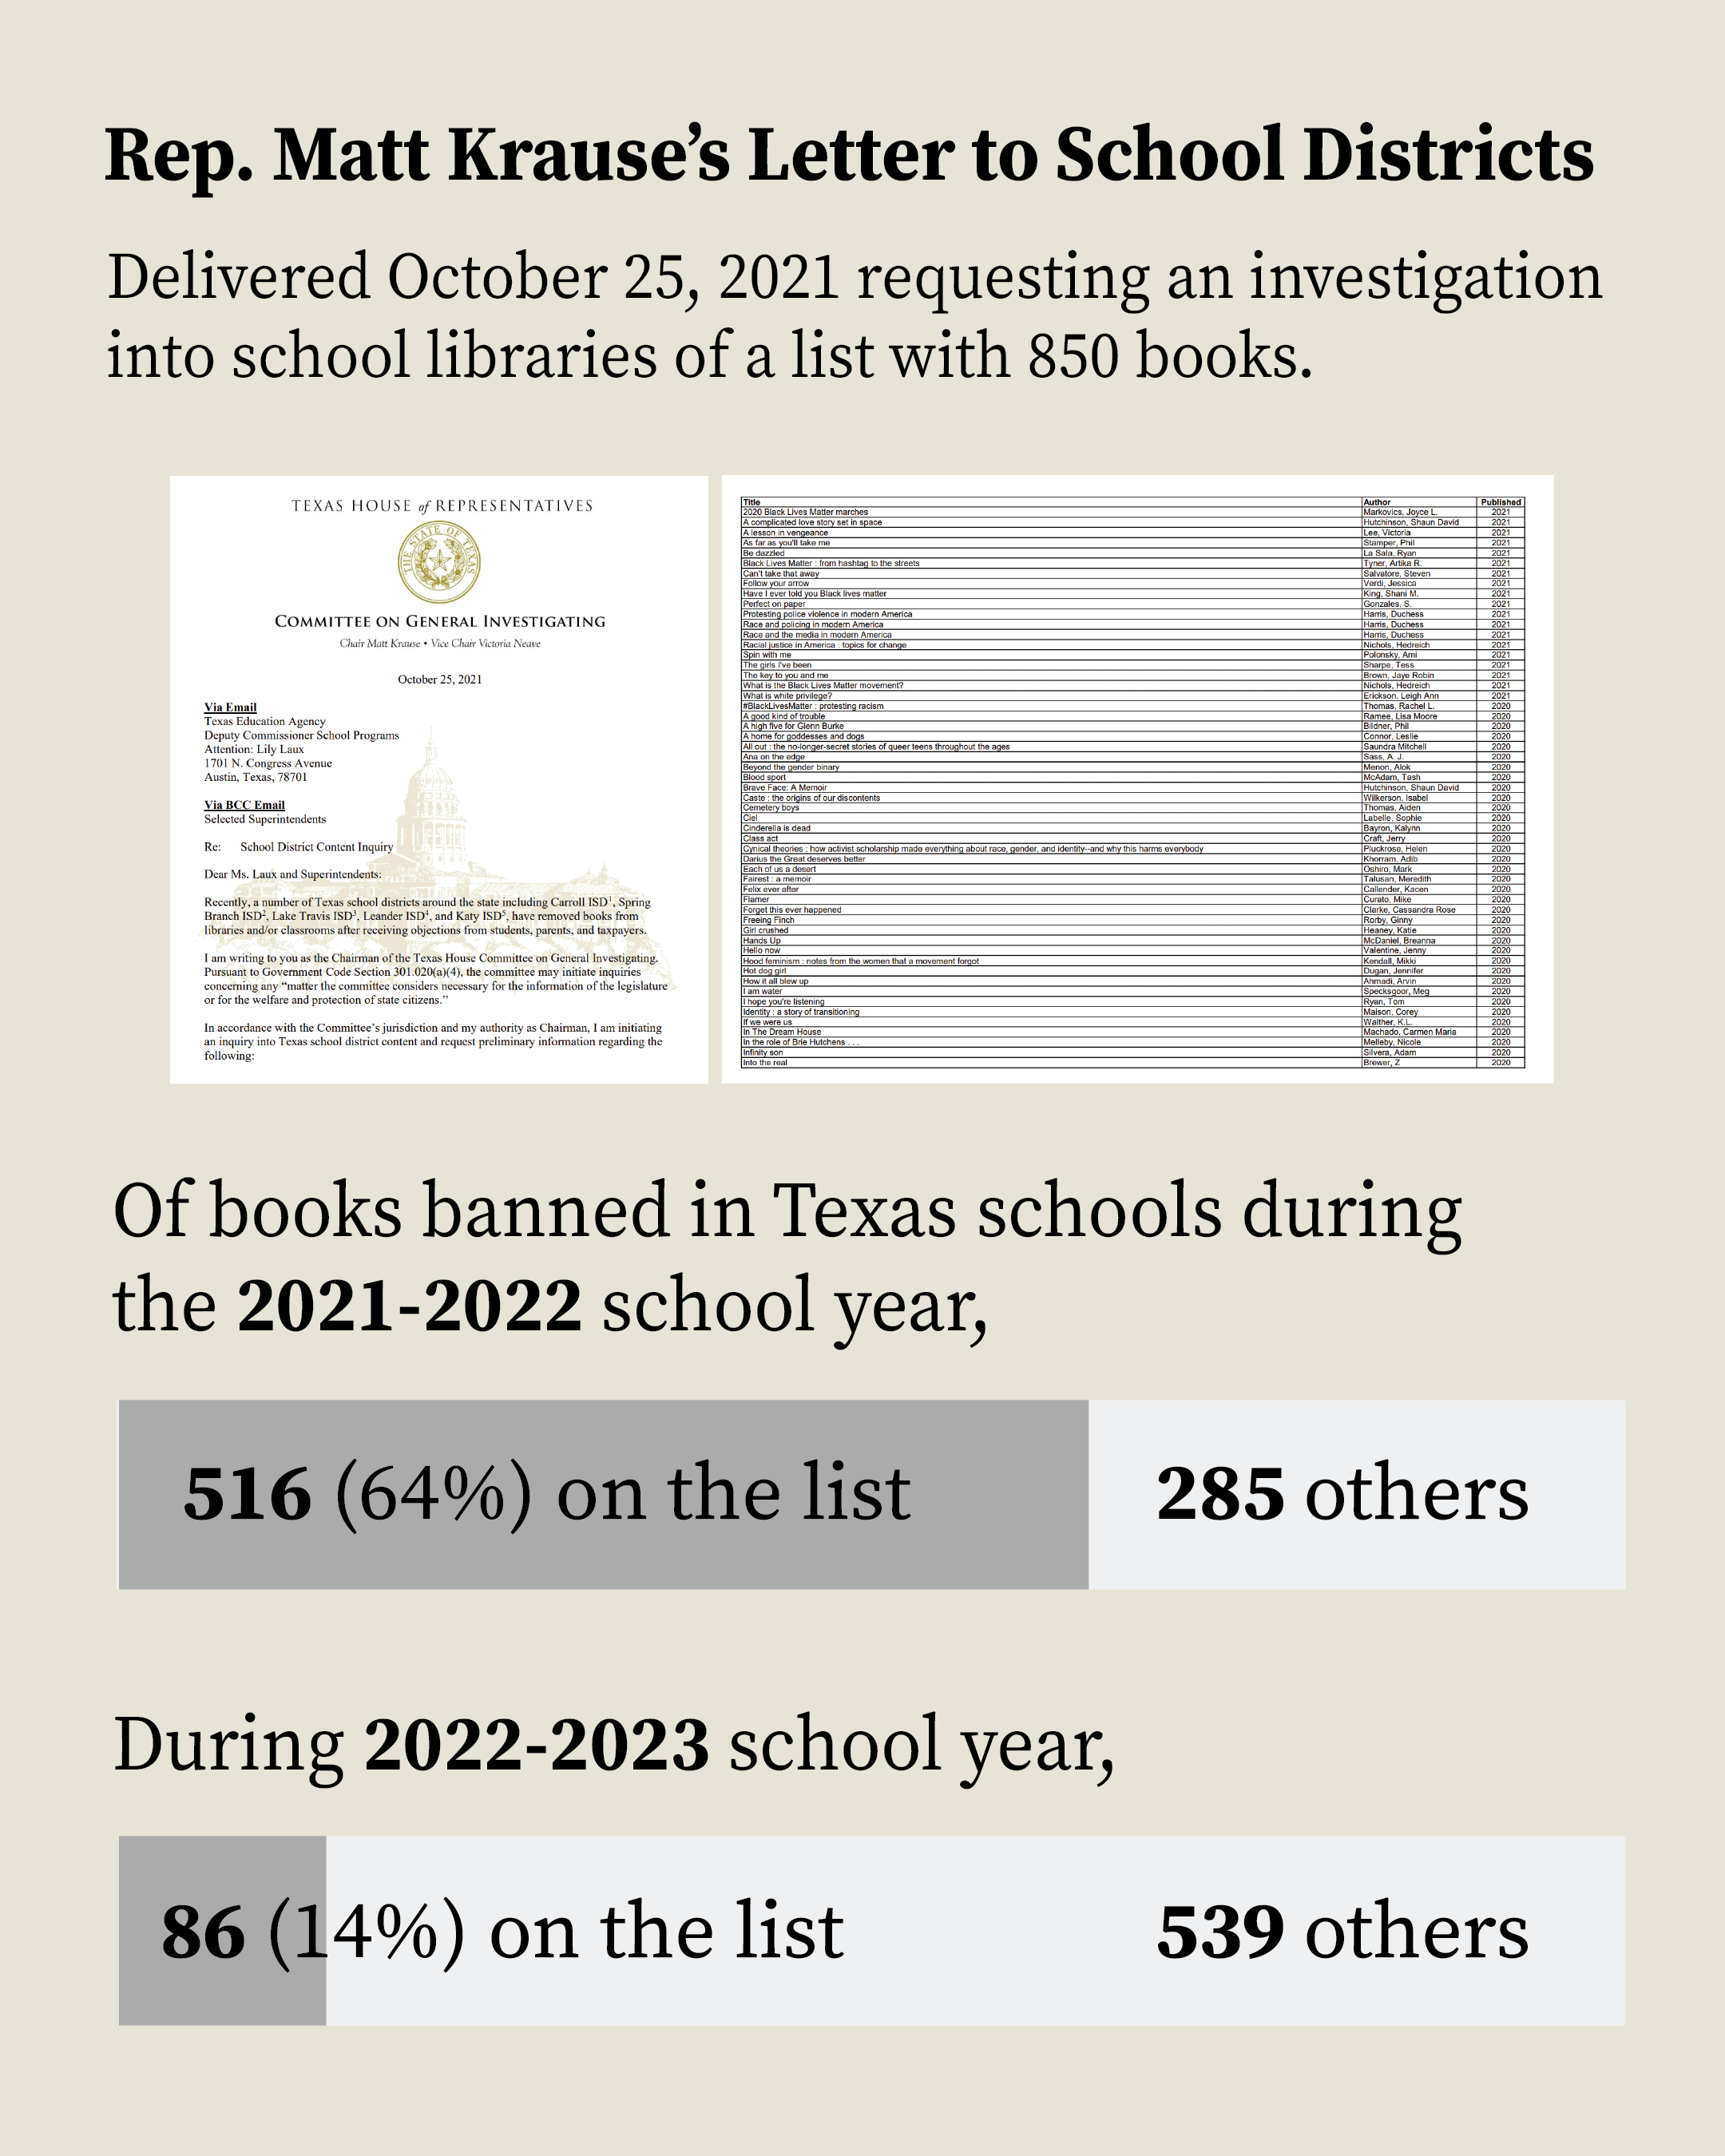 Rep. Matt Krause’s Letter to School Districts
Delivered October 25, 2021 requesting an investigation
into school libraries of a list with 850 books.
TEXAS HOUSE of REPRESENTATIVES
THE STATE OF TEXAS
COMMITTEE ON GENERAL INVESTIGATING
Chair Matt Krause • Vice Chair Victoria Neave
October 25, 2021
Via Email
Texas Education Agency
Deputy Commissioner School Programs
Attention: Lily Laux
1701 N. Congress Avenue
Austin, Texas, 78701
Via BCC Email
Selected Superintendents
Re: School District Content Inquiry
Dear Ms. Laux and Superintendents:
Recently, a number of Texas school districts around the state including Carroll ISD¹, Spring
Branch ISD², Lake Travis ISD³, Leander ISD⁴, and Katy ISD⁵, have removed books from
libraries and/or classrooms after receiving objections from students, parents, and taxpayers.
I am writing to you as the Chairman of the Texas House Committee on General Investigating.
Pursuant to Government Code Section 301.020(a)(4), the committee may initiate inquiries
concerning any “matter the committee considers necessary for the information of the legislature
or for the welfare and protection of state citizens.”
In accordance with the Committee’s jurisdiction and my authority as Chairman, I am initiating
an inquiry into Texas school district content and request preliminary information regarding the
following:
Title Author Published
2020 Black Lives Matter marches Markovics, Joyce L. 2021
A complicated love story set in space Hutchinson, Shaun David 2021
A lesson in vengeance Lee, Victoria 2021
As far as you'll take me Stamper, Phil 2021
Be dazzled La Sala, Ryan 2021
Black Lives Matter : from hashtag to the streets Tyner, Artika R. 2021
Can't take that away Salvatore, Steven 2021
Follow your arrow Verdi, Jessica 2021
Have I ever told you Black lives matter King, Shani M. 2021
Perfect on paper Gonzales, S. 2021
Protesting police violence in modern America Harris, Duchess 2021
Race and policing in modern America Harris, Duchess 2021
Race and the media in modern America Harris, Duchess 2021
Racial justice in America : topics for change Nichols, Hedreich 2021
Spin with me Polonsky, Ami 2021
The girls I've been Sharpe, Tess 2021
The key to you and me Brown, Jaye Robin 2021
What is the Black Lives Matter movement? Nichols, Hedreich 2021
What is white privilege? Erickson, Leigh Ann 2021
#BlackLivesMatter : protesting racism Thomas, Rachel L. 2020
A good kind of trouble Ramee, Lisa Moore 2020
A high five for Glenn Burke Bildner, Phil 2020
A home for goddesses and dogs Connor, Leslie 2020
All out : the no-longer-secret stories of queer teens throughout the ages Saundra Mitchell 2020
Ana on the edge Sass, A. J. 2020
Beyond the gender binary Menon, Alok 2020
Blood sport McAdam, Tash 2020
Brave Face: A Memoir Hutchinson, Shaun David 2020
Caste : the origins of our discontents Wilkerson, Isabel 2020
Cemetery boys Thomas, Aiden 2020
Ciel Labelle, Sophie 2020
Cinderella is dead Bayron, Kalynn 2020
Class act Craft, Jerry 2020
Cynical theories : how activist scholarship made everything about race, gender, and identity--and why this harms everybody Pluckrose, Helen 2020
Darius the Great deserves better Khorram, Adib 2020
Each of us a desert Oshiro, Mark 2020
Fairest : a memoir Talusan, Meredith 2020
Felix ever after Callender, Kacen 2020
Flamer Curato, Mike 2020
Forget this ever happened Clarke, Cassandra Rose 2020
Freeing Finch Rorby, Ginny 2020
Girl crushed Heaney, Katie 2020
Hands Up McDaniel, Breanna 2020
Hello now Valentine, Jenny 2020
Hood feminism : notes from the women that a movement forgot Kendall, Mikki 2020
Hot dog girl Dugan, Jennifer 2020
How it all blew up Ahmadi, Arvin 2020
I am water Specksgoor, Meg 2020
I hope you're listening Ryan, Tom 2020
Identity : a story of transitioning Maison, Corey 2020
If we were us Walther, K.L. 2020
In The Dream House Machado, Carmen Maria 2020
In the role of Brie Hutchens . . . Melleby, Nicole 2020
Infinity son Silvera, Adam 2020
Into the real Brewer, Z 2020
Of books banned in Texas schools during
the 2021-2022 school year,
516 (64%) on the list 285 others
During 2022-2023 school year,
86 (14%) on the list 539 others